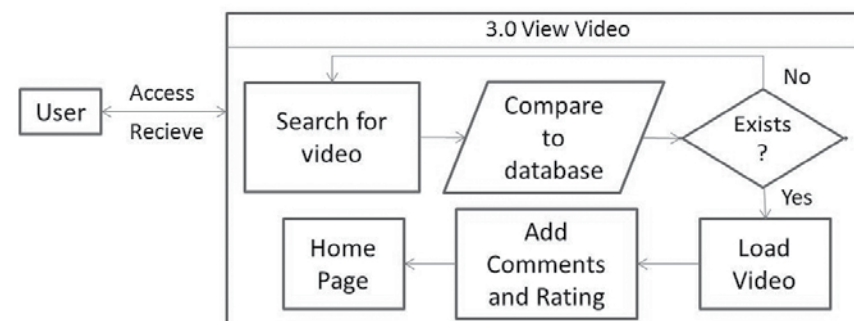 3.0 View Video
User
Access
Recieve
Search for
video
Compare
to
database
Exists
?
No
Yes
Load
Video
Add
Comments
and Rating
Home
Page